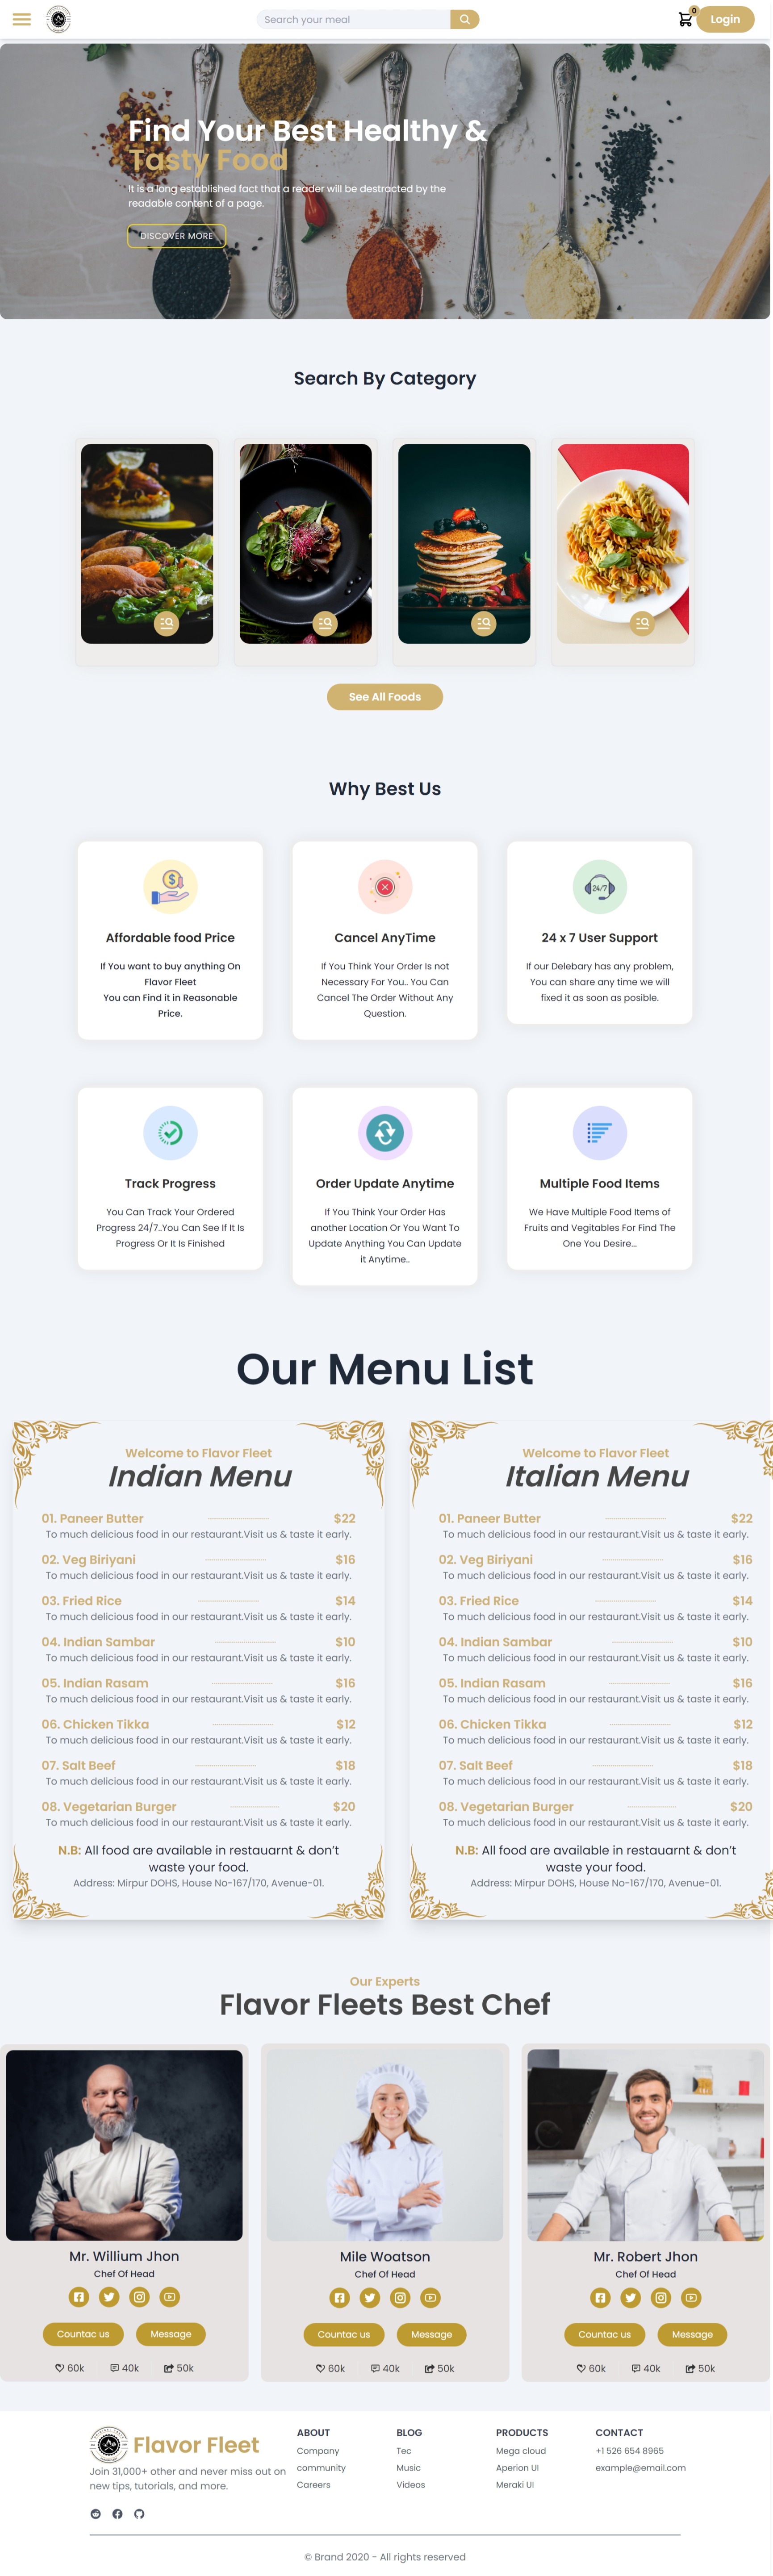 Search your meal
0
Login
Find Your Best Healthy &
Tasty Food
It is a long established fact that a reader will be destracted by the
readable content of a page.
DISCOVER MORE
Search By Category
See All Foods
Why Best Us
Affordable food Price
If You want to buy anything On
Flavor Fleet
You can Find it in Reasonable
Price.
Cancel AnyTime
If You Think Your Order Is not
Necessary For You.. You Can
Cancel The Order Without Any
Question.
24/7
24 x 7 User Support
If our Delebary has any problem,
You can share any time we will
fixed it as soon as posible.
Track Progress
You Can Track Your Ordered
Progress 24/7..You Can See If It Is
Progress Or It Is Finished
Order Update Anytime
If You Think Your Order Has
another Location Or You Want To
Update Anything You Can Update
it Anytime..
Multiple Food Items
We Have Multiple Food Items of
Fruits and Vegitables For Find The
One You Desire...
Our Menu List
Welcome to Flavor Fleet
Indian Menu
01. Paneer Butter $22
To much delicious food in our restaurant.Visit us & taste it early.
02. Veg Biriyani $16
To much delicious food in our restaurant.Visit us & taste it early.
03. Fried Rice $14
To much delicious food in our restaurant.Visit us & taste it early.
04. Indian Sambar $10
To much delicious food in our restaurant.Visit us & taste it early.
05. Indian Rasam $16
To much delicious food in our restaurant.Visit us & taste it early.
06. Chicken Tikka $12
To much delicious food in our restaurant.Visit us & taste it early.
07. Salt Beef $18
To much delicious food in our restaurant.Visit us & taste it early.
08. Vegetarian Burger $20
To much delicious food in our restaurant.Visit us & taste it early.
N.B: All food are available in restauarnt & don't
waste your food.
Address: Mirpur DOHS, House No-167/170, Avenue-01.
Welcome to Flavor Fleet
Italian Menu
01. Paneer Butter $22
To much delicious food in our restaurant.Visit us & taste it early.
02. Veg Biriyani $16
To much delicious food in our restaurant.Visit us & taste it early.
03. Fried Rice $14
To much delicious food in our restaurant.Visit us & taste it early.
04. Indian Sambar $10
To much delicious food in our restaurant.Visit us & taste it early.
05. Indian Rasam $16
To much delicious food in our restaurant.Visit us & taste it early.
06. Chicken Tikka $12
To much delicious food in our restaurant.Visit us & taste it early.
07. Salt Beef $18
To much delicious food in our restaurant.Visit us & taste it early.
08. Vegetarian Burger $20
To much delicious food in our restaurant.Visit us & taste it early.
N.B: All food are available in restauarnt & don't
waste your food.
Address: Mirpur DOHS, House No-167/170, Avenue-01.
Our Experts
Flavor Fleets Best Chef
Mr. Willium Jhon
Chef Of Head
Countac us Message
60k 40k 50k
Mile Woatson
Chef Of Head
Countac us Message
60k 40k 50k
Mr. Robert Jhon
Chef Of Head
Countac us Message
60k 40k 50k
Flavor Fleet
Join 31,000+ other and never miss out on
new tips, tutorials, and more.
ABOUT
Company
community
Careers
BLOG
Tec
Music
Videos
PRODUCTS
Mega cloud
Aperion UI
Meraki UI
CONTACT
+1 526 654 8965
example@email.com
© Brand 2020 - All rights reserved